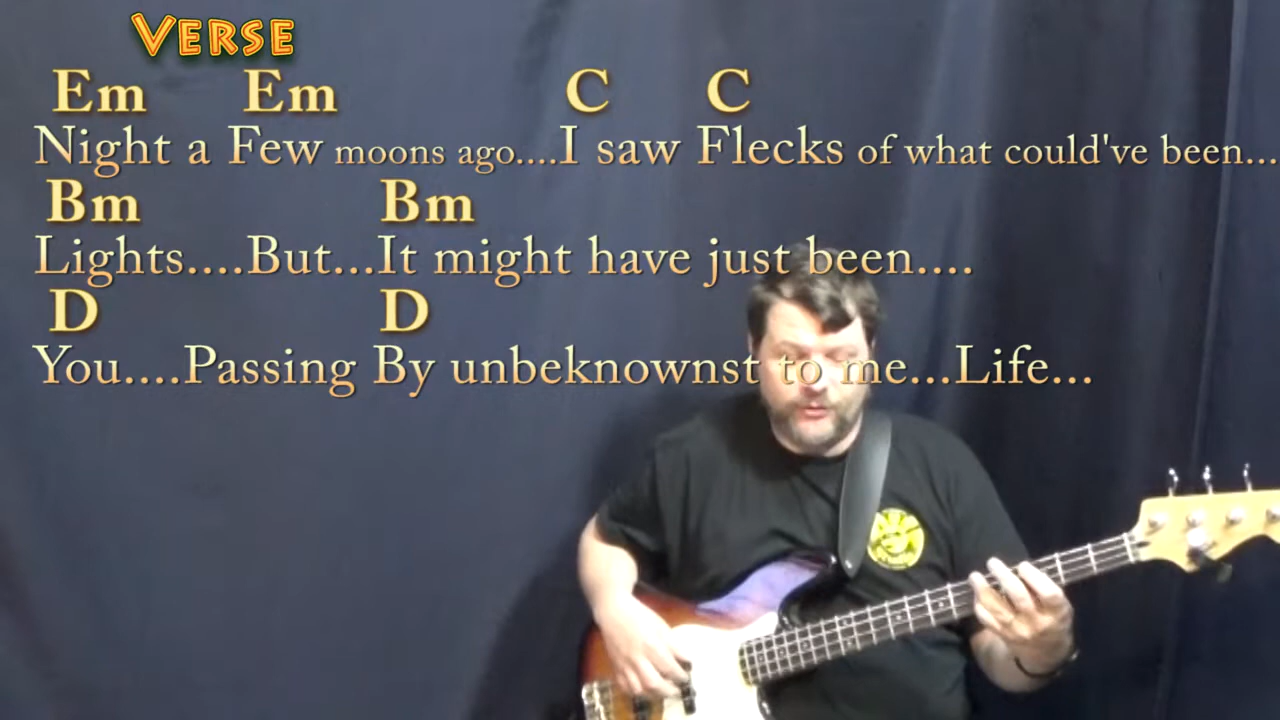 VERSE
Em Em C C
Night a Few moons ago....I saw Flecks of what could've been...
Bm Bm
Lights....But...It might have just been....
D D
You....Passing By unbeknownst to me...Life...